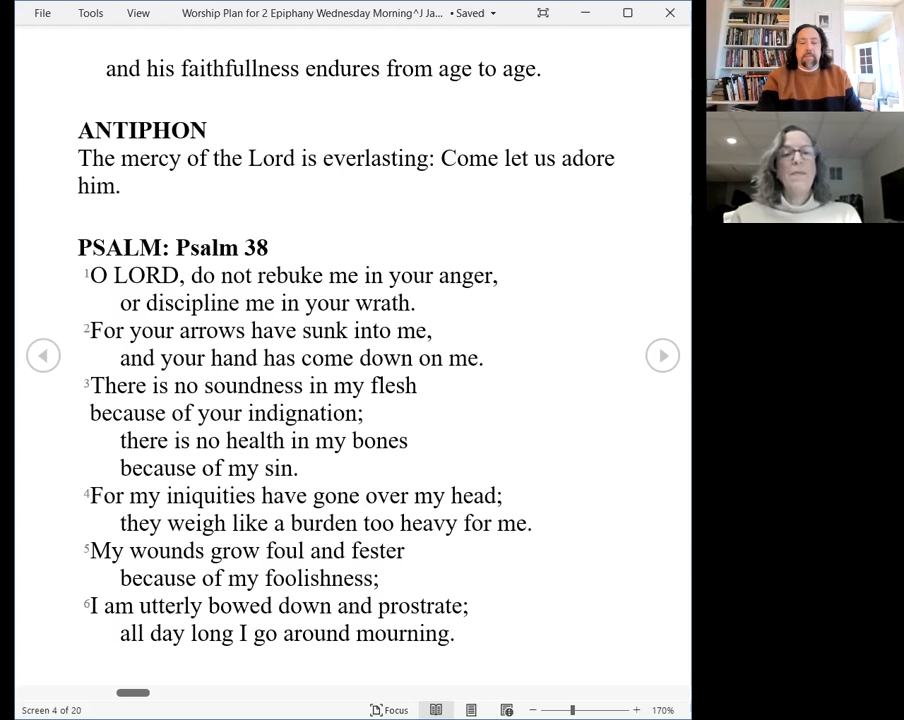 File Tools Worship Plan for 2 Epiphany Wednesday Morning^J Ja... • Saved
and his faithfullness endures from age to age.
ANTIPHON
The mercy of the Lord is everlasting: Come let us adore
him.
PSALM: Psalm 38
1O LORD, do not rebuke me in your anger,
or discipline me in your wrath.
2For your arrows have sunk into me,
and your hand has come down on me.
3There is no soundness in my flesh
because of your indignation;
there is no health in my bones
because of my sin.
4For my iniquities have gone over my head;
they weigh like a burden too heavy for me.
5My wounds grow foul and fester
because of my foolishness;
6I am utterly bowed down and prostrate;
all day long I go around mourning.
Screen 4 of 20 Focus 170%